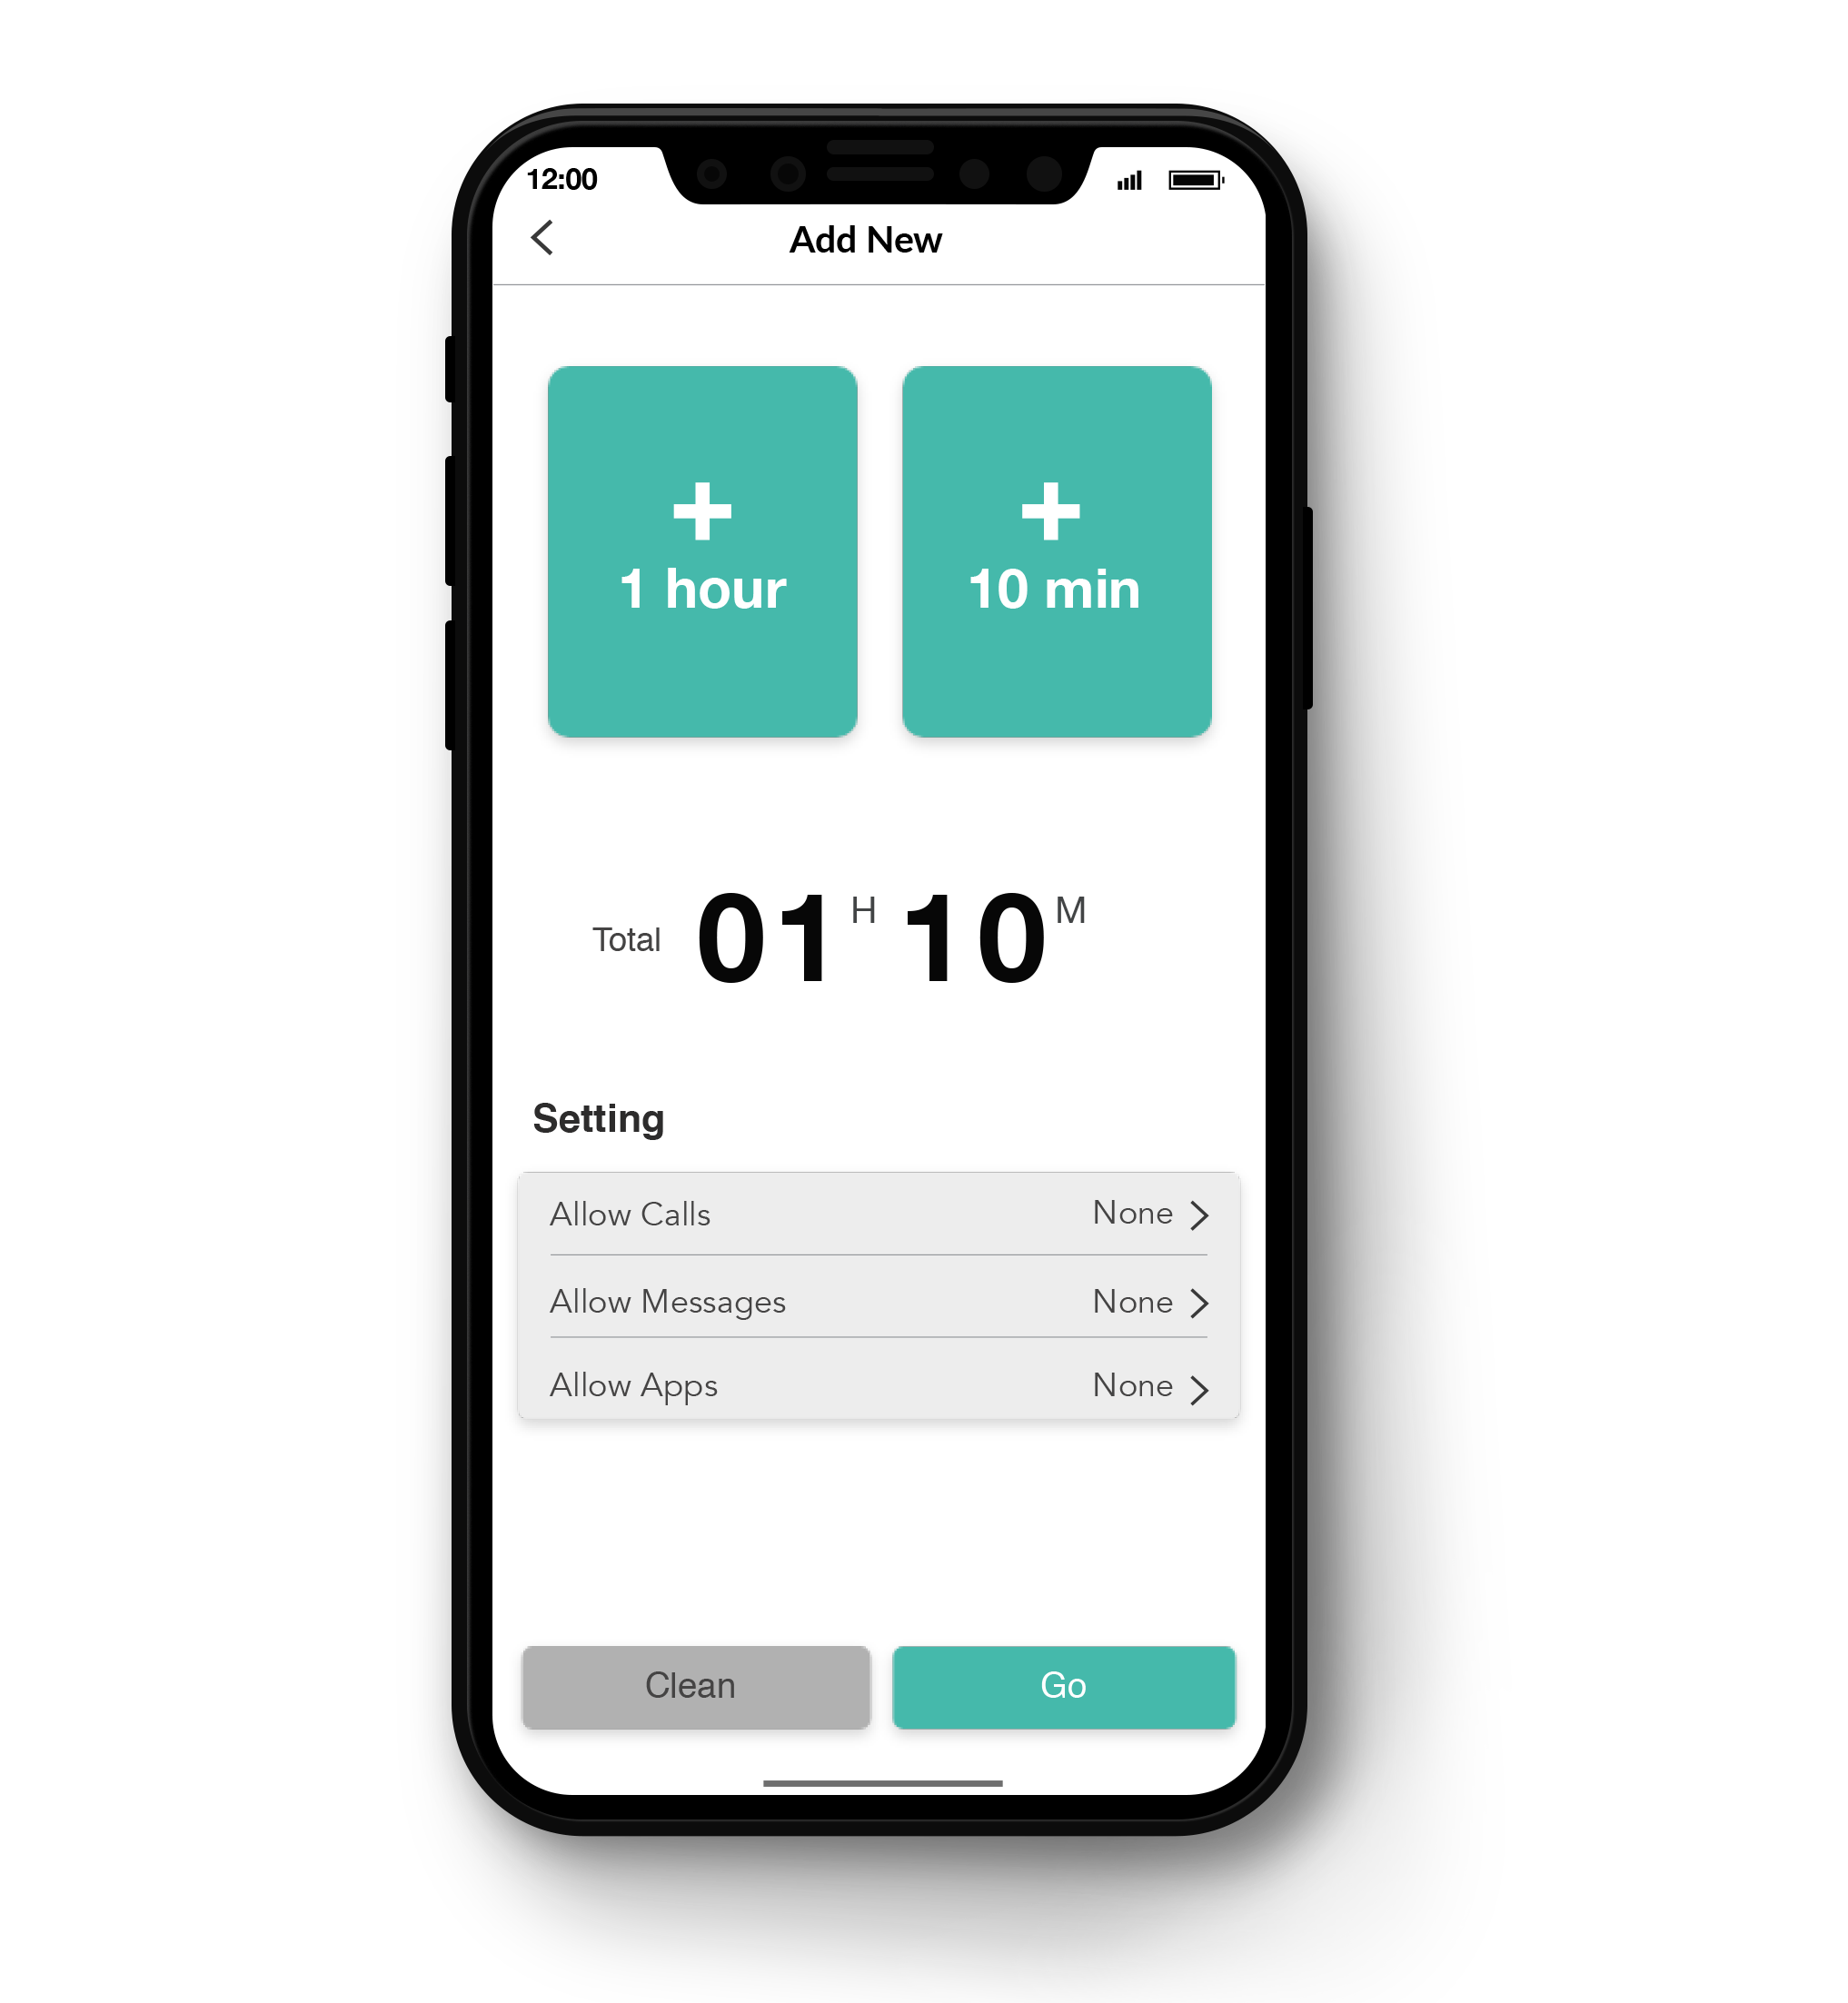 12:00
Add New
+ +
1 hour 10 min
Total 01 H 10 M
Setting
Allow Calls None
Allow Messages None
Allow Apps None
Clean Go